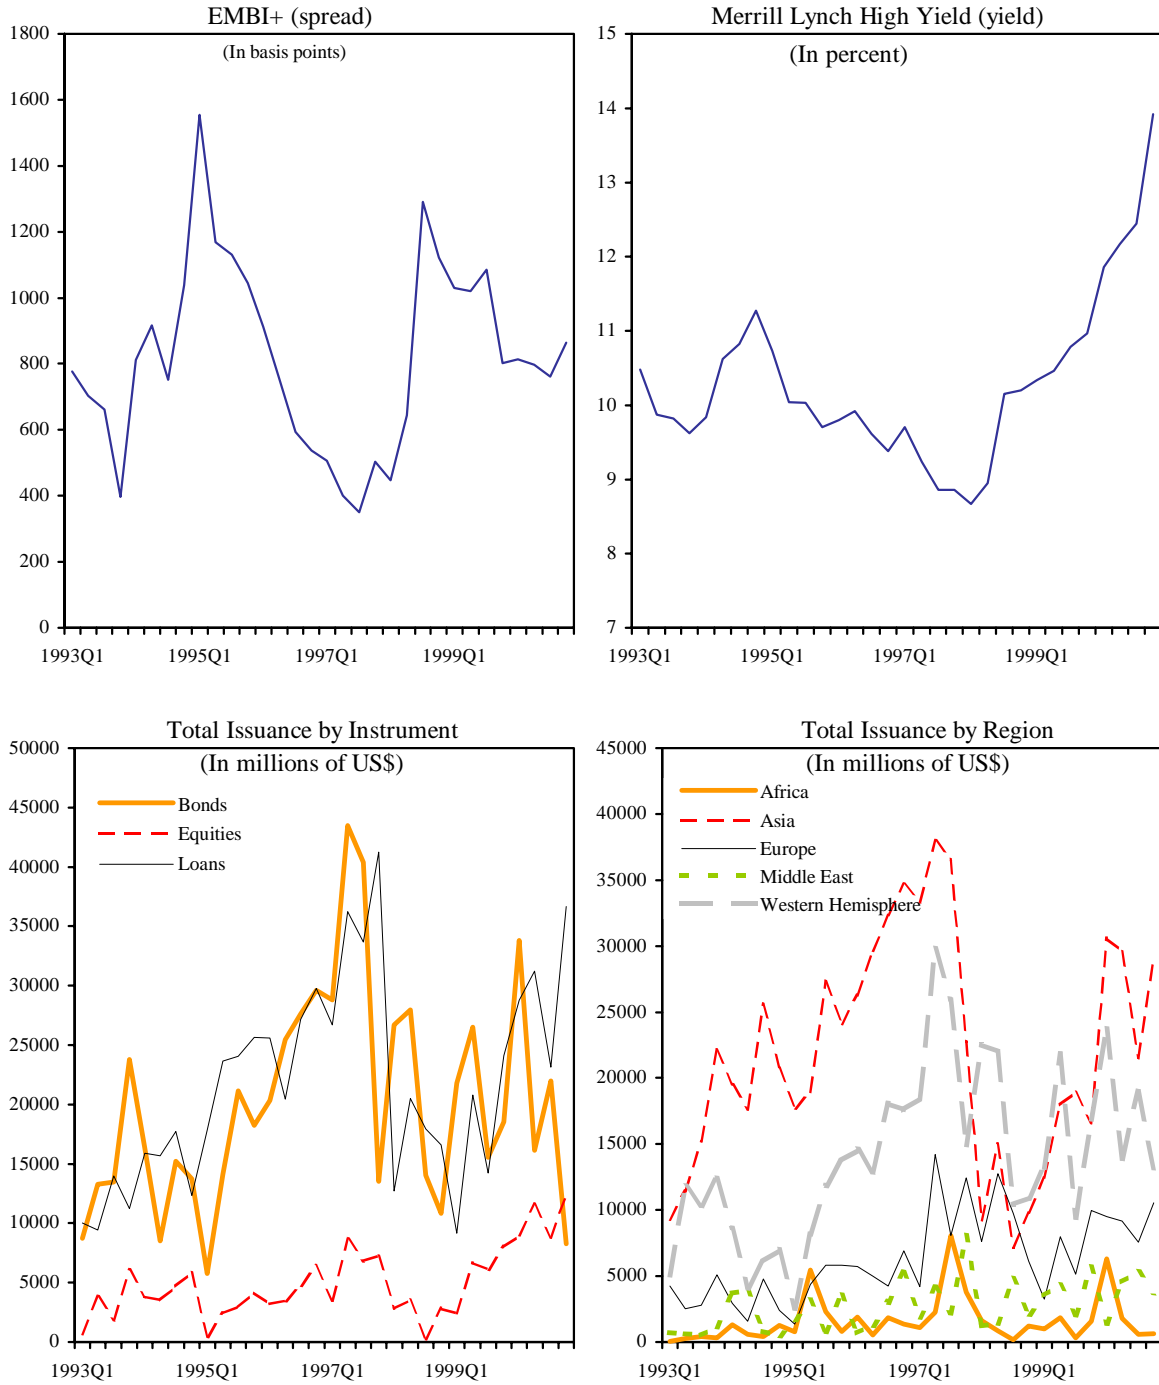 EMBI+ (spread)
(In basis points)
1800
1600
1400
1200
1000
800
600
400
200
0
1993Q1 1995Q1 1997Q1 1999Q1
Merrill Lynch High Yield (yield)
(In percent)
15
14
13
12
11
10
9
8
7
1993Q1 1995Q1 1997Q1 1999Q1
Total Issuance by Instrument
(In millions of US$)
50000
45000
40000
35000
30000
25000
20000
15000
10000
5000
0
Bonds
Equities
Loans
1993Q1 1995Q1 1997Q1 1999Q1
Total Issuance by Region
(In millions of US$)
45000
40000
35000
30000
25000
20000
15000
10000
5000
0
Africa
Asia
Europe
Middle East
Western Hemisphere
1993Q1 1995Q1 1997Q1 1999Q1